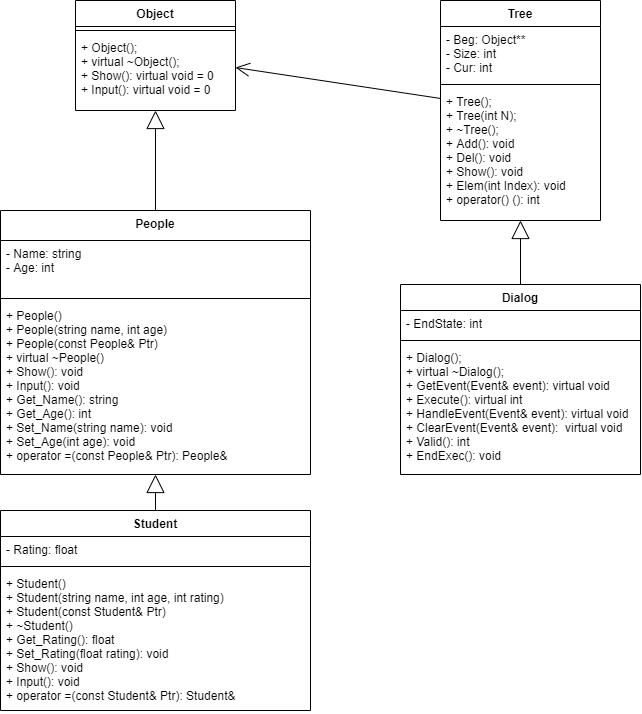 Object
+ Object();
+ virtual ~Object();
+ Show(): virtual void = 0
+ Input(): virtual void = 0
Tree
- Beg: Object**
- Size: int
- Cur: int
+ Tree();
+ Tree(int N);
+ ~Tree();
+ Add(): void
+ Del(): void
+ Show(): void
+ Elem(int Index): void
+ operator() (): int
People
- Name: string
- Age: int
+ People()
+ People(string name, int age)
+ People(const People& Ptr)
+ virtual ~People()
+ Show(): void
+ Input(): void
+ Get_Name(): string
+ Get_Age(): int
+ Set_Name(string name): void
+ Set_Age(int age): void
+ operator =(const People& Ptr): People&
Dialog
- EndState: int
+ Dialog();
+ virtual ~Dialog();
+ GetEvent(Event& event): virtual void
+ Execute(): virtual int
+ HandleEvent(Event& event): virtual void
+ ClearEvent(Event& event):  virtual void
+ Valid(): int
+ EndExec(): void
Student
- Rating: float
+ Student()
+ Student(string name, int age, int rating)
+ Student(const Student& Ptr)
+ ~Student()
+ Get_Rating(): float
+ Set_Rating(float rating): void
+ Show(): void
+ Input(): void
+ operator =(const Student& Ptr): Student&